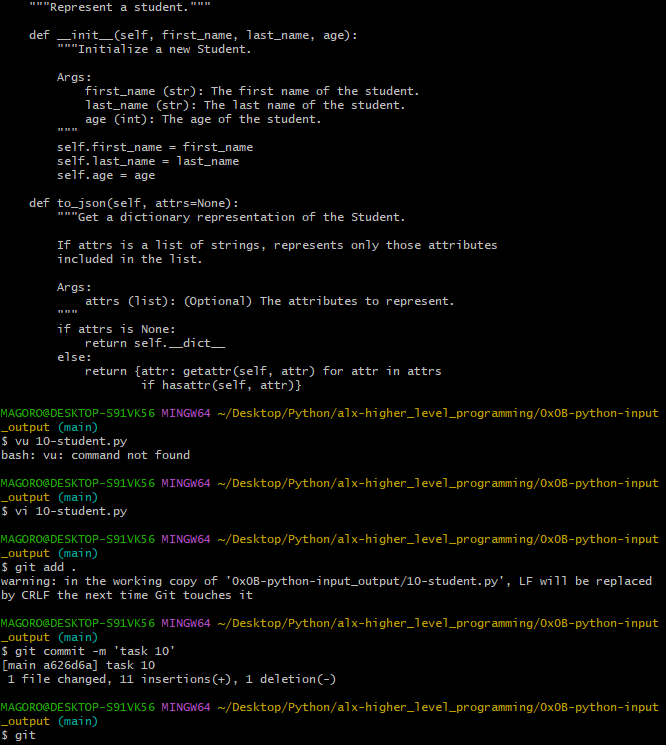 """Represent a student."""

    def __init__(self, first_name, last_name, age):
        """Initialize a new Student.

        Args:
            first_name (str): The first name of the student.
            last_name (str): The last name of the student.
            age (int): The age of the student.
        """
        self.first_name = first_name
        self.last_name = last_name
        self.age = age

    def to_json(self, attrs=None):
        """Get a dictionary representation of the Student.

        If attrs is a list of strings, represents only those attributes
        included in the list.

        Args:
            attrs (list): (Optional) The attributes to represent.
        """
        if attrs is None:
            return self.__dict__
        else:
            return {attr: getattr(self, attr) for attr in attrs
                    if hasattr(self, attr)}

MAGORO@DESKTOP-S91VK56 MINGW64 ~/Desktop/Python/alx-higher_level_programming/0x0B-python-input
_output (main)
$ vu 10-student.py
bash: vu: command not found

MAGORO@DESKTOP-S91VK56 MINGW64 ~/Desktop/Python/alx-higher_level_programming/0x0B-python-input
_output (main)
$ vi 10-student.py

MAGORO@DESKTOP-S91VK56 MINGW64 ~/Desktop/Python/alx-higher_level_programming/0x0B-python-input
_output (main)
$ git add .
warning: in the working copy of '0x0B-python-input_output/10-student.py', LF will be replaced
by CRLF the next time Git touches it

MAGORO@DESKTOP-S91VK56 MINGW64 ~/Desktop/Python/alx-higher_level_programming/0x0B-python-input
_output (main)
$ git commit -m 'task 10'
[main a626d6a] task 10
 1 file changed, 11 insertions(+), 1 deletion(-)

MAGORO@DESKTOP-S91VK56 MINGW64 ~/Desktop/Python/alx-higher_level_programming/0x0B-python-input
_output (main)
$ git